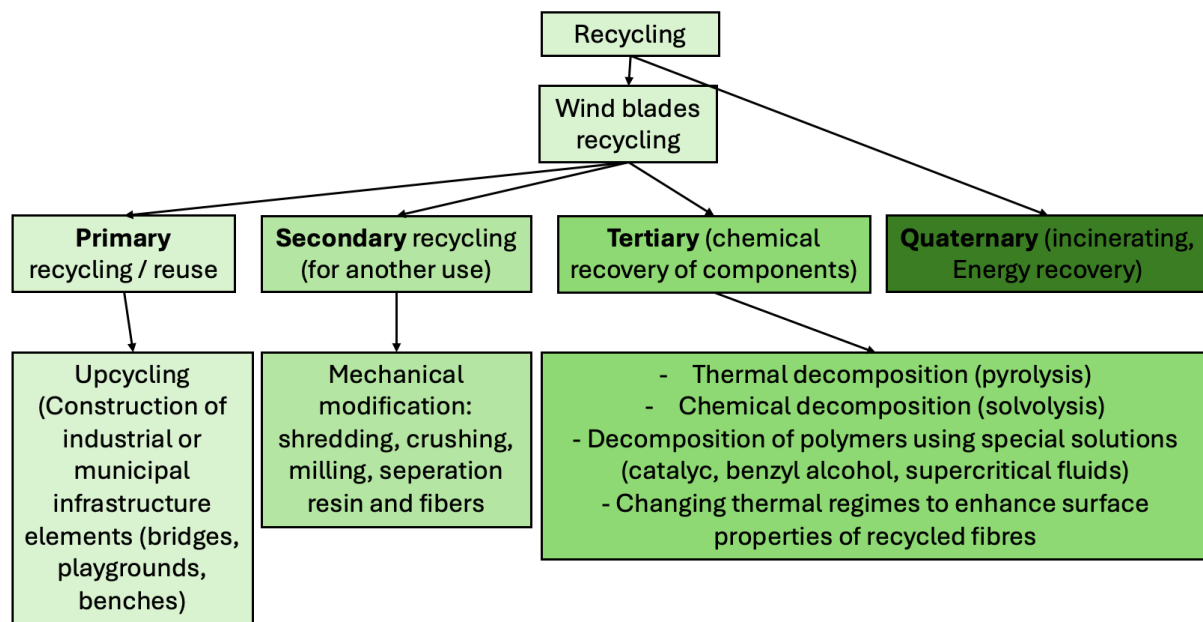 Recycling
Wind blades
recycling
Primary
recycling / reuse
Secondary recycling
(for another use)
Tertiary (chemical
recovery of components)
Quaternary (incinerating,
Energy recovery)
Upcycling
(Construction of
industrial or
municipal
infrastructure
elements (bridges,
playgrounds,
benches)
Mechanical
modification:
shredding, crushing,
milling, seperation
resin and fibers
- Thermal decomposition (pyrolysis)
- Chemical decomposition (solvolysis)
- Decomposition of polymers using special solutions
(catalyc, benzyl alcohol, supercritical fluids)
- Changing thermal regimes to enhance surface
properties of recycled fibres